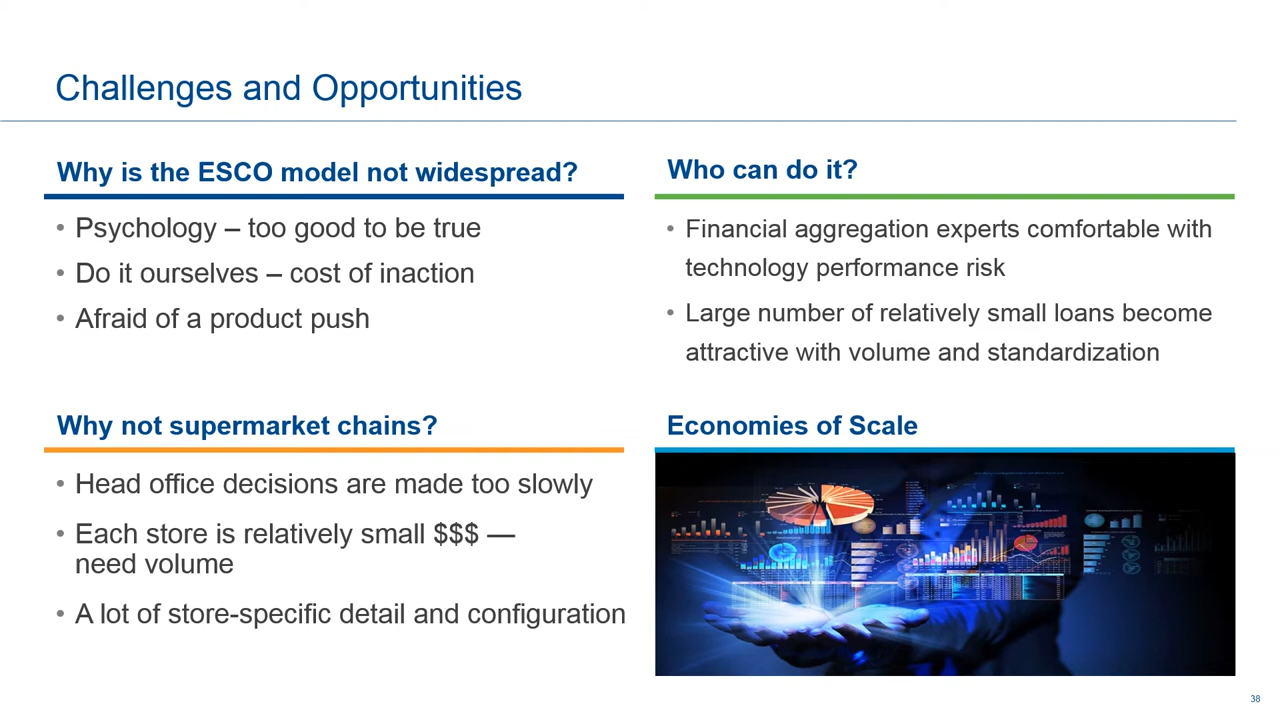 Challenges and Opportunities
Why is the ESCO model not widespread?
• Psychology – too good to be true
• Do it ourselves – cost of inaction
• Afraid of a product push
Who can do it?
• Financial aggregation experts comfortable with
technology performance risk
• Large number of relatively small loans become
attractive with volume and standardization
Why not supermarket chains?
• Head office decisions are made too slowly
• Each store is relatively small $$$ —
need volume
• A lot of store-specific detail and configuration
Economies of Scale
38